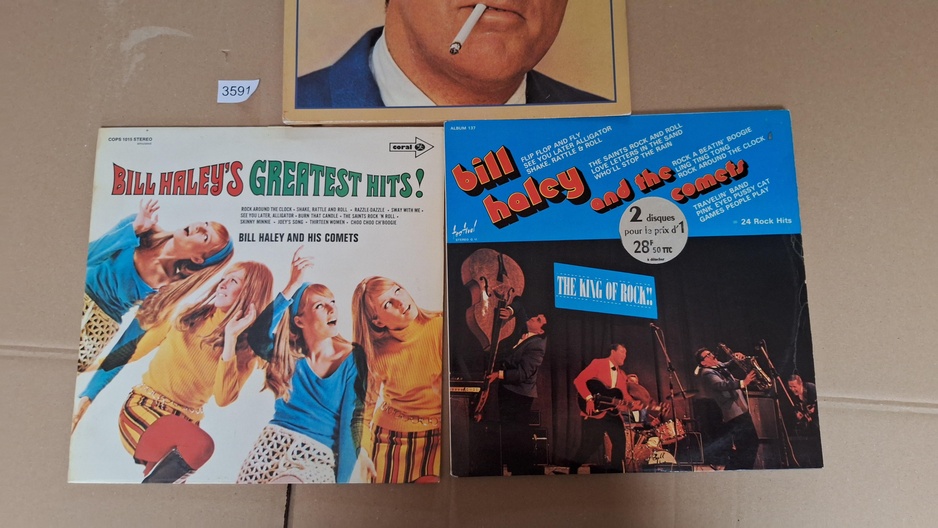 3591
COPS 1015 STEREO
coral
BILL HALEY'S GREATEST HITS!
ROCK AROUND THE CLOCK • SHAKE, RATTLE AND ROLL • RAZZLE-DAZZLE • SWAY WITH ME •
SEE YOU LATER, ALLIGATOR • BURN THAT CANDLE • THE SAINTS ROCK 'N ROLL •
SKINNY MINNIE • JOEY'S SONG • THIRTEEN WOMEN • CHOO CHOO CH'BOOGIE
BILL HALEY AND HIS COMETS
ALBUM 137
bill haley and the comets
FLIP FLOP AND FLY
SEE YOU LATER ALLIGATOR
SHAKE, RATTLE & ROLL
THE SAINTS ROCK AND ROLL
LOVE LETTERS IN THE SAND
WHO'LL STOP THE RAIN
ROCK A BEATIN' BOOGIE
LING TING TONG
ROCK AROUND THE CLOCK
TRAVELIN' BAND
PINK EYED PUSSY CAT
GAMES PEOPLE PLAY
24 Rock Hits
2 disques
pour le prix d'1
28F 50 TTC
THE KING OF ROCK!!